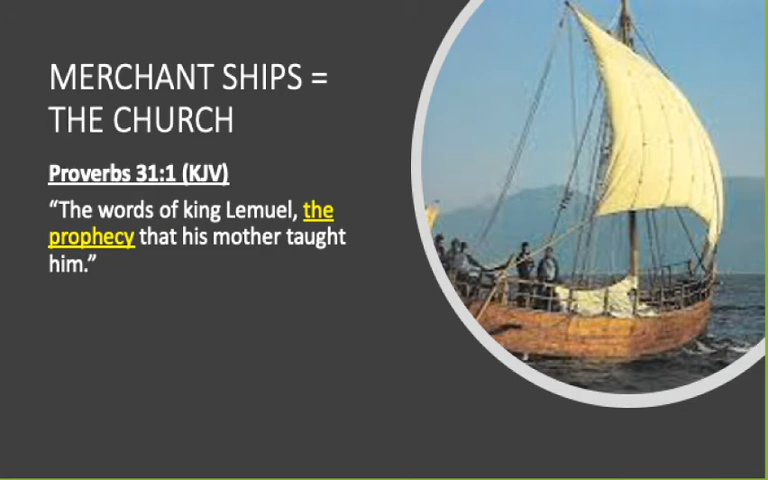 MERCHANT SHIPS =
THE CHURCH
Proverbs 31:1 (KJV)
“The words of king Lemuel, the
prophecy that his mother taught
him.”